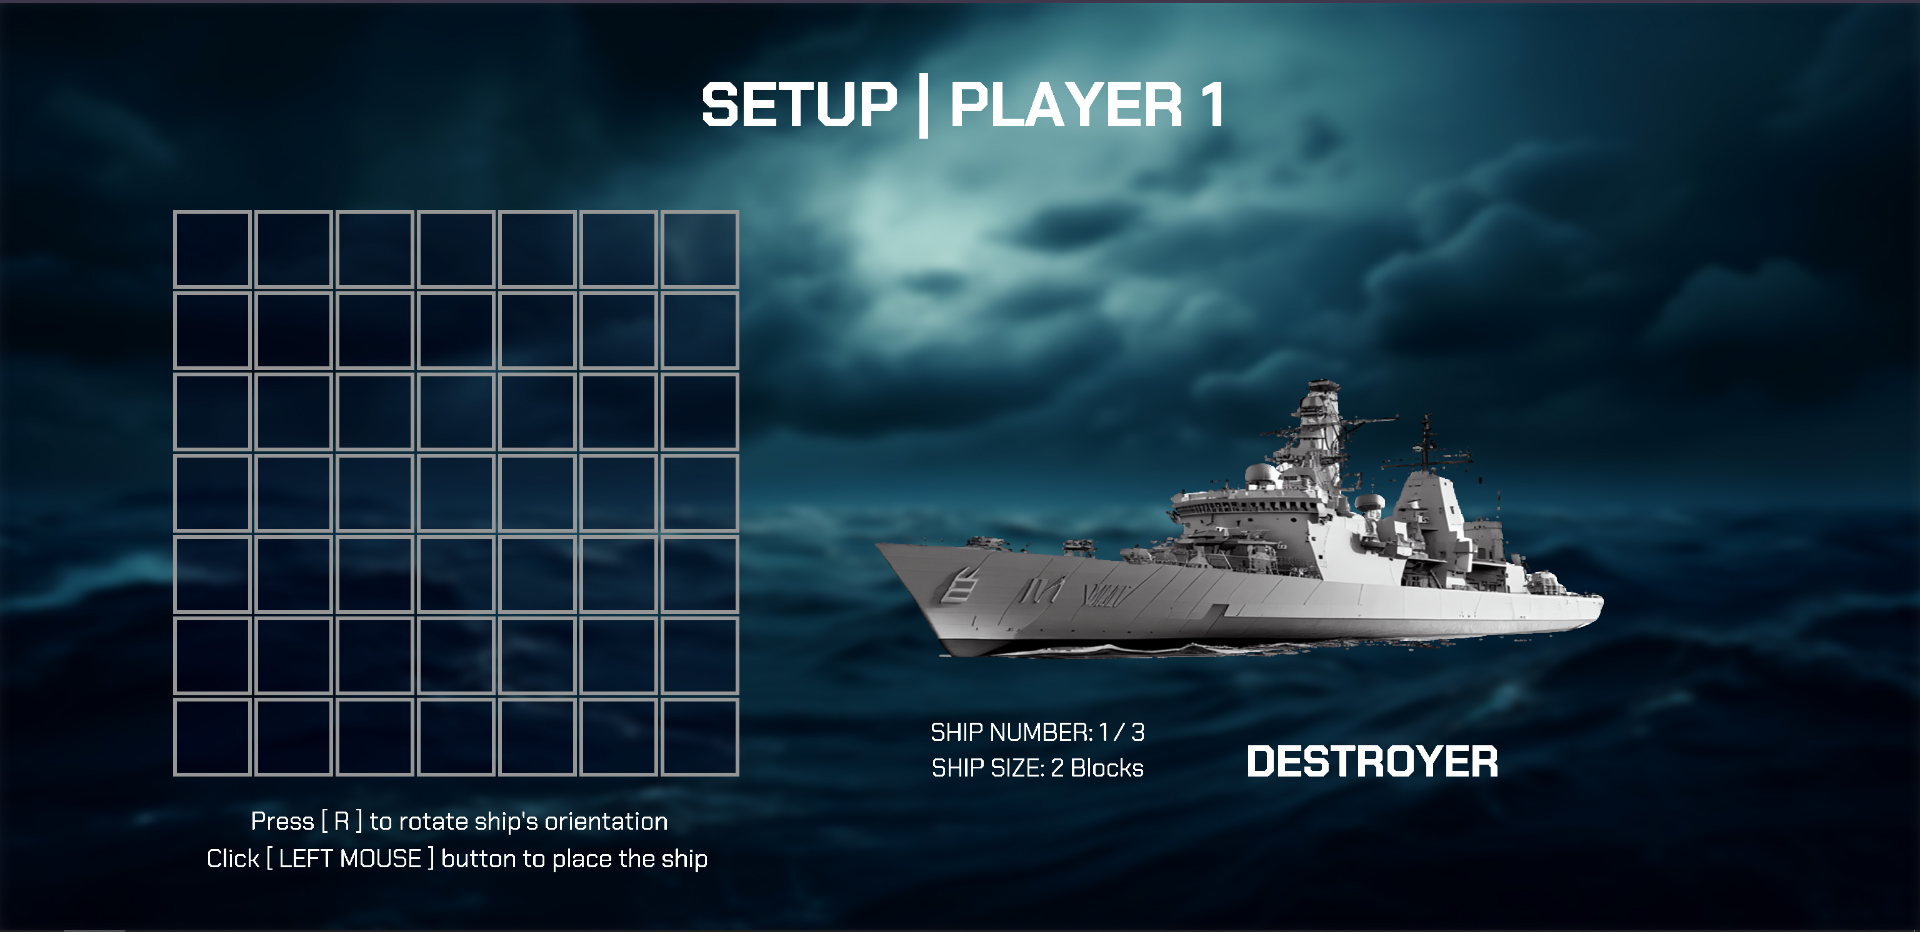 SETUP | PLAYER 1
SHIP NUMBER: 1 / 3
SHIP SIZE: 2 Blocks
DESTROYER
Press [ R ] to rotate ship's orientation
Click [ LEFT MOUSE ] button to place the ship